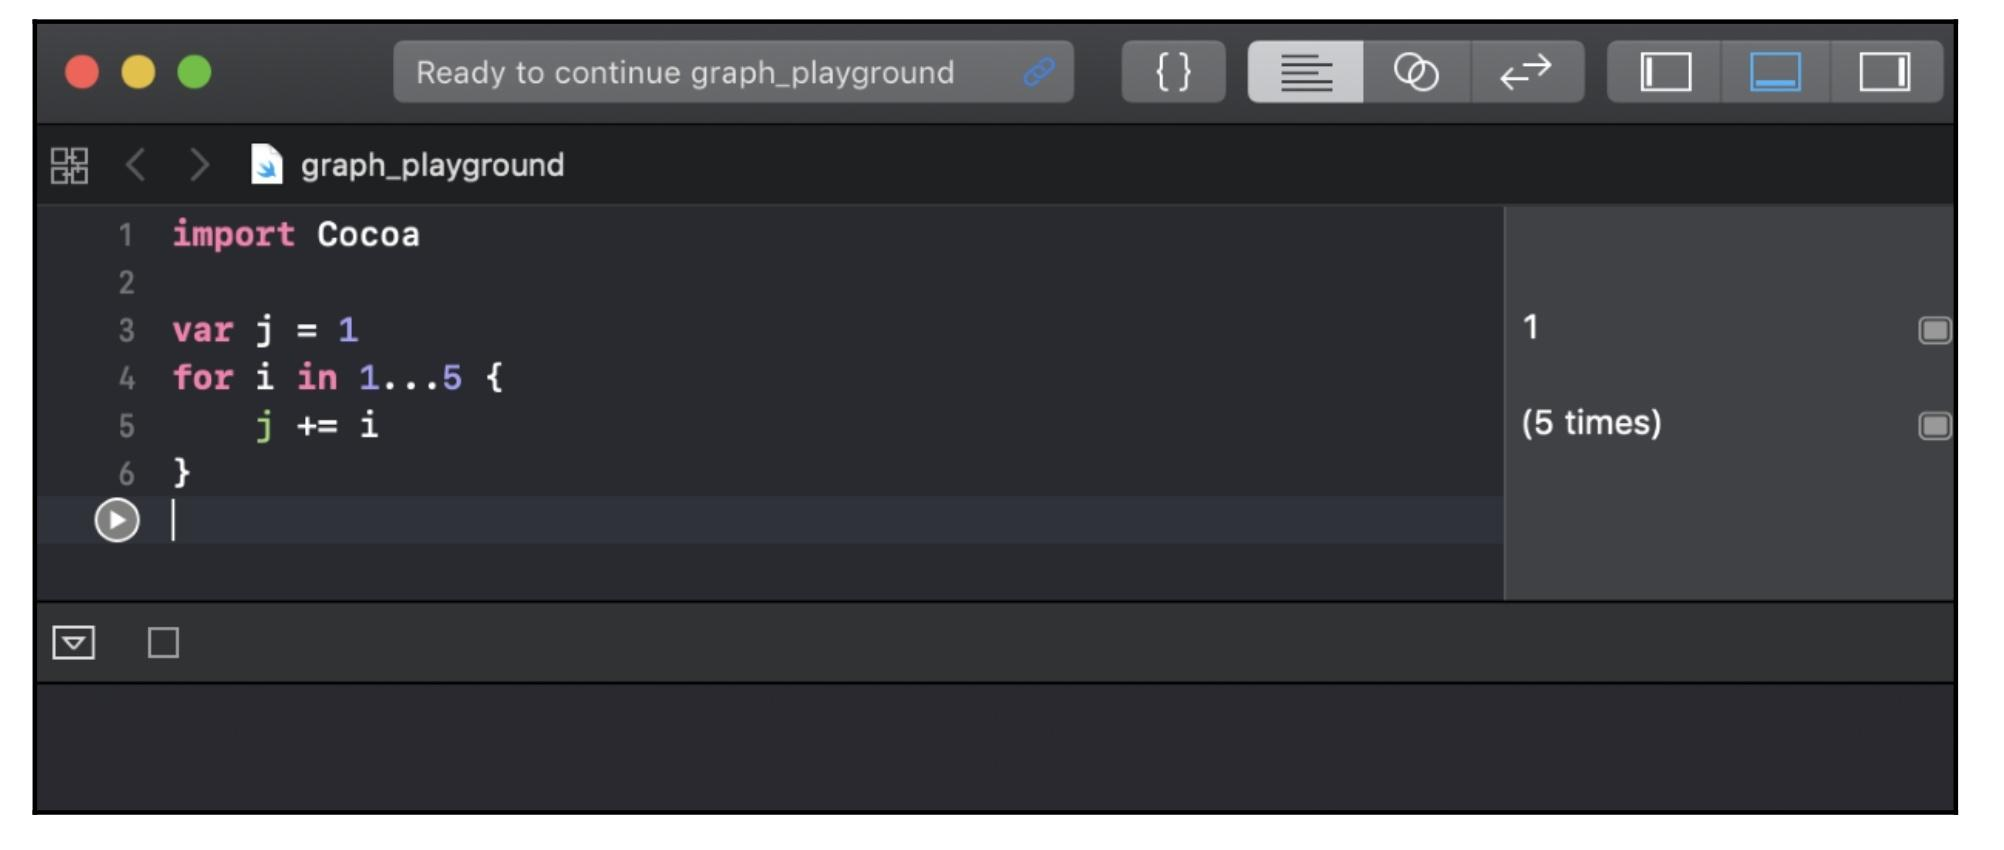 Ready to continue graph_playground
{}
graph_playground
1 import Cocoa
2
3 var j = 1
1
4 for i in 1...5 {
5     j += i
(5 times)
6 }